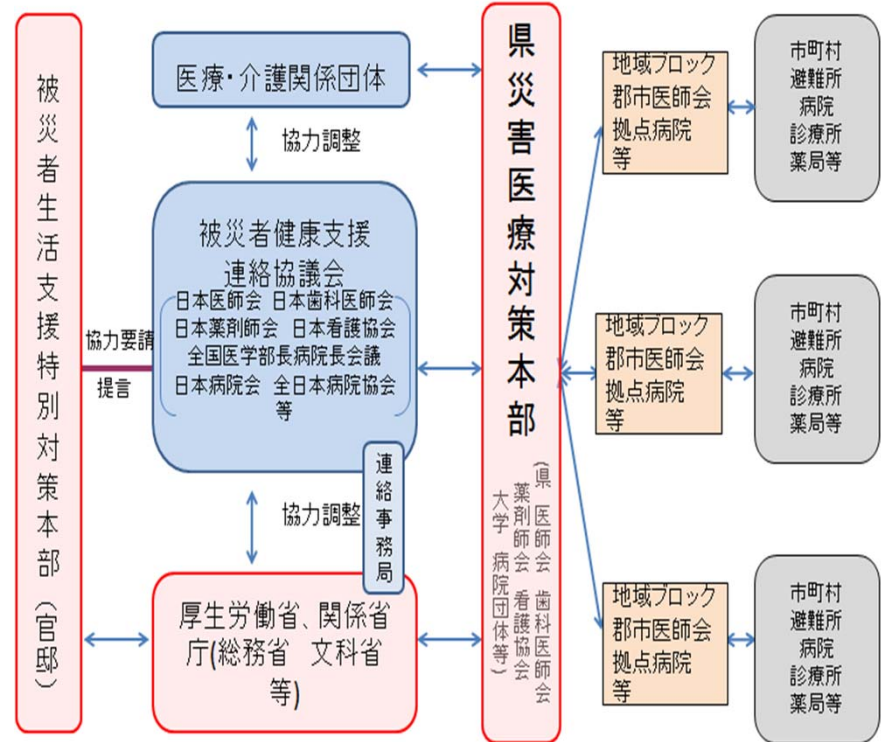 被災者生活支援特別対策本部（官邸）
協力要請
提言
医療・介護関係団体
協力調整
被災者健康支援
連絡協議会
日本医師会 日本歯科医師会
日本薬剤師会 日本看護協会
全国医学部長病院長会議
日本病院会 全日本病院協会
等
連絡事務局
協力調整
厚生労働省、関係省
庁(総務省 文科省
等)
県災害医療対策本部
(県 医師会 歯科医師会
薬剤師会 看護協会
大学 病院団体等)
地域ブロック
郡市医師会
拠点病院
等
市町村
避難所
病院
診療所
薬局等
地域ブロック
郡市医師会
拠点病院
等
市町村
避難所
病院
診療所
薬局等
地域ブロック
郡市医師会
拠点病院
等
市町村
避難所
病院
診療所
薬局等